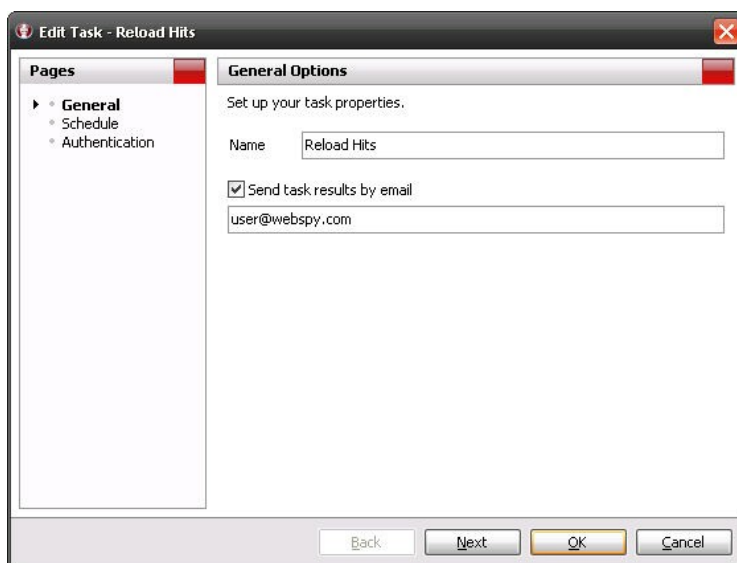 Edit Task - Reload Hits
Pages
General
Schedule
Authentication
General Options
Set up your task properties.
Name Reload Hits
Send task results by email
user@webspy.com
Back Next OK Cancel